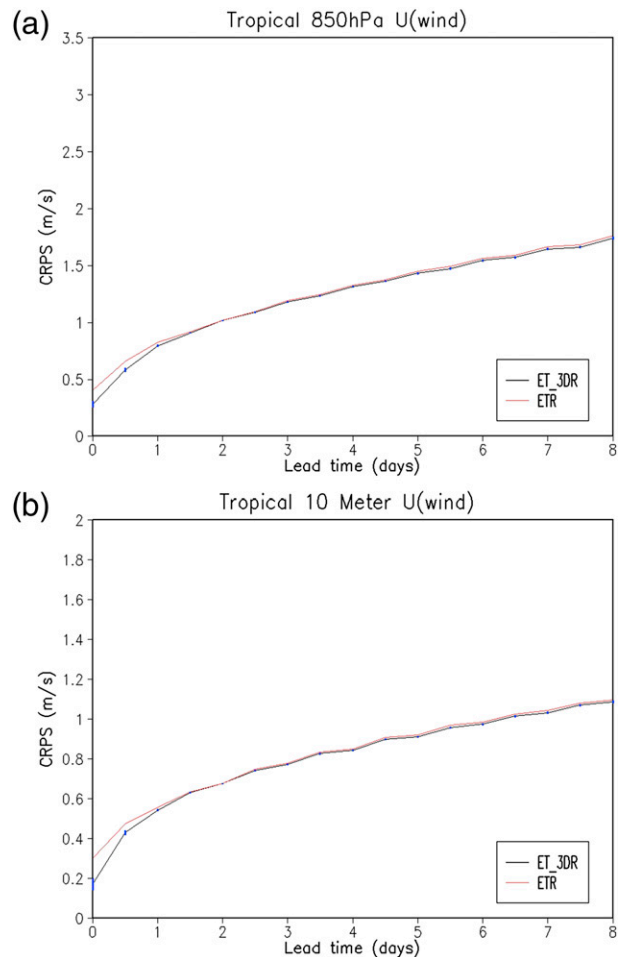 (a)
Tropical 850hPa U(wind)
3.5
3
2.5
2
1.5
1
0.5
0
CRPS (m/s)
ET_3DR
ETR
0 1 2 3 4 5 6 7 8
Lead time (days)
(b)
Tropical 10 Meter U(wind)
2
1.8
1.6
1.4
1.2
1
0.8
0.6
0.4
0.2
0
CRPS (m/s)
ET_3DR
ETR
0 1 2 3 4 5 6 7 8
Lead time (days)